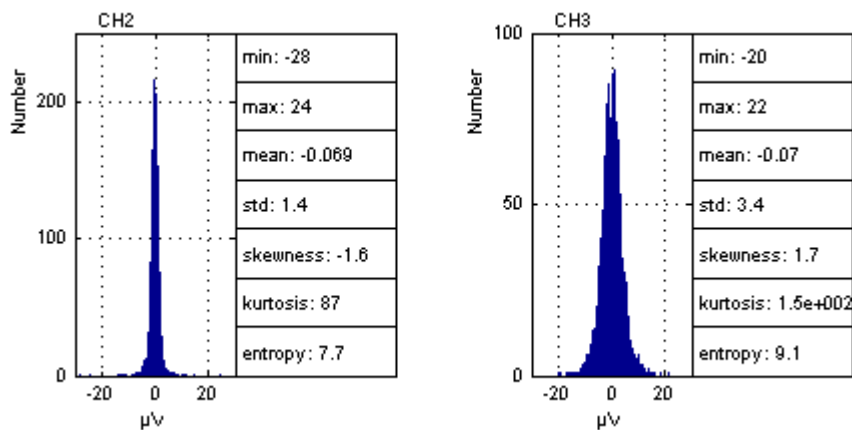 CH2
Number
200
100
0
-20 0 20
µV
min: -28
max: 24
mean: -0.069
std: 1.4
skewness: -1.6
kurtosis: 87
entropy: 7.7
CH3
Number
100
50
0
-20 0 20
µV
min: -20
max: 22
mean: -0.07
std: 3.4
skewness: 1.7
kurtosis: 1.5e+002
entropy: 9.1